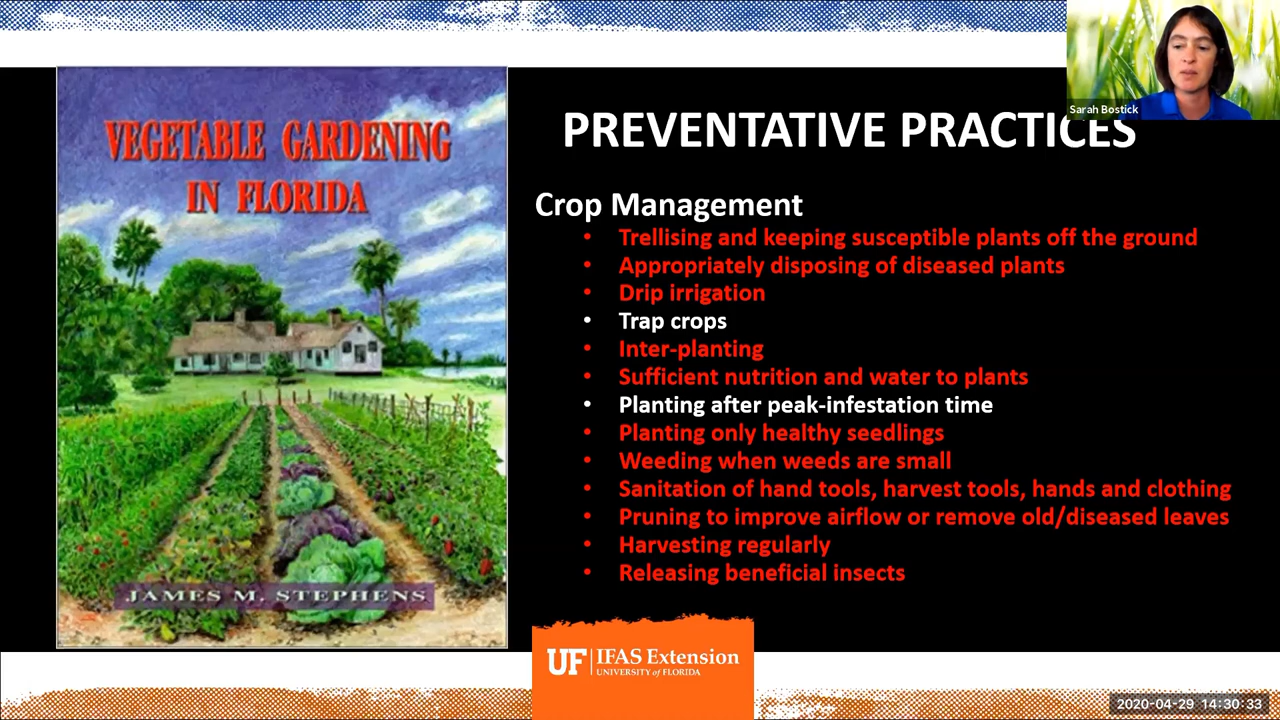 Sarah Bostick
VEGETABLE GARDENING
IN FLORIDA
JAMES M. STEPHENS
PREVENTATIVE PRACTICES
Crop Management
• Trellising and keeping susceptible plants off the ground
• Appropriately disposing of diseased plants
• Drip irrigation
• Trap crops
• Inter-planting
• Sufficient nutrition and water to plants
• Planting after peak-infestation time
• Planting only healthy seedlings
• Weeding when weeds are small
• Sanitation of hand tools, harvest tools, hands and clothing
• Pruning to improve airflow or remove old/diseased leaves
• Harvesting regularly
• Releasing beneficial insects
UF IFAS Extension
UNIVERSITY of FLORIDA
2020-04-29 14:30:33